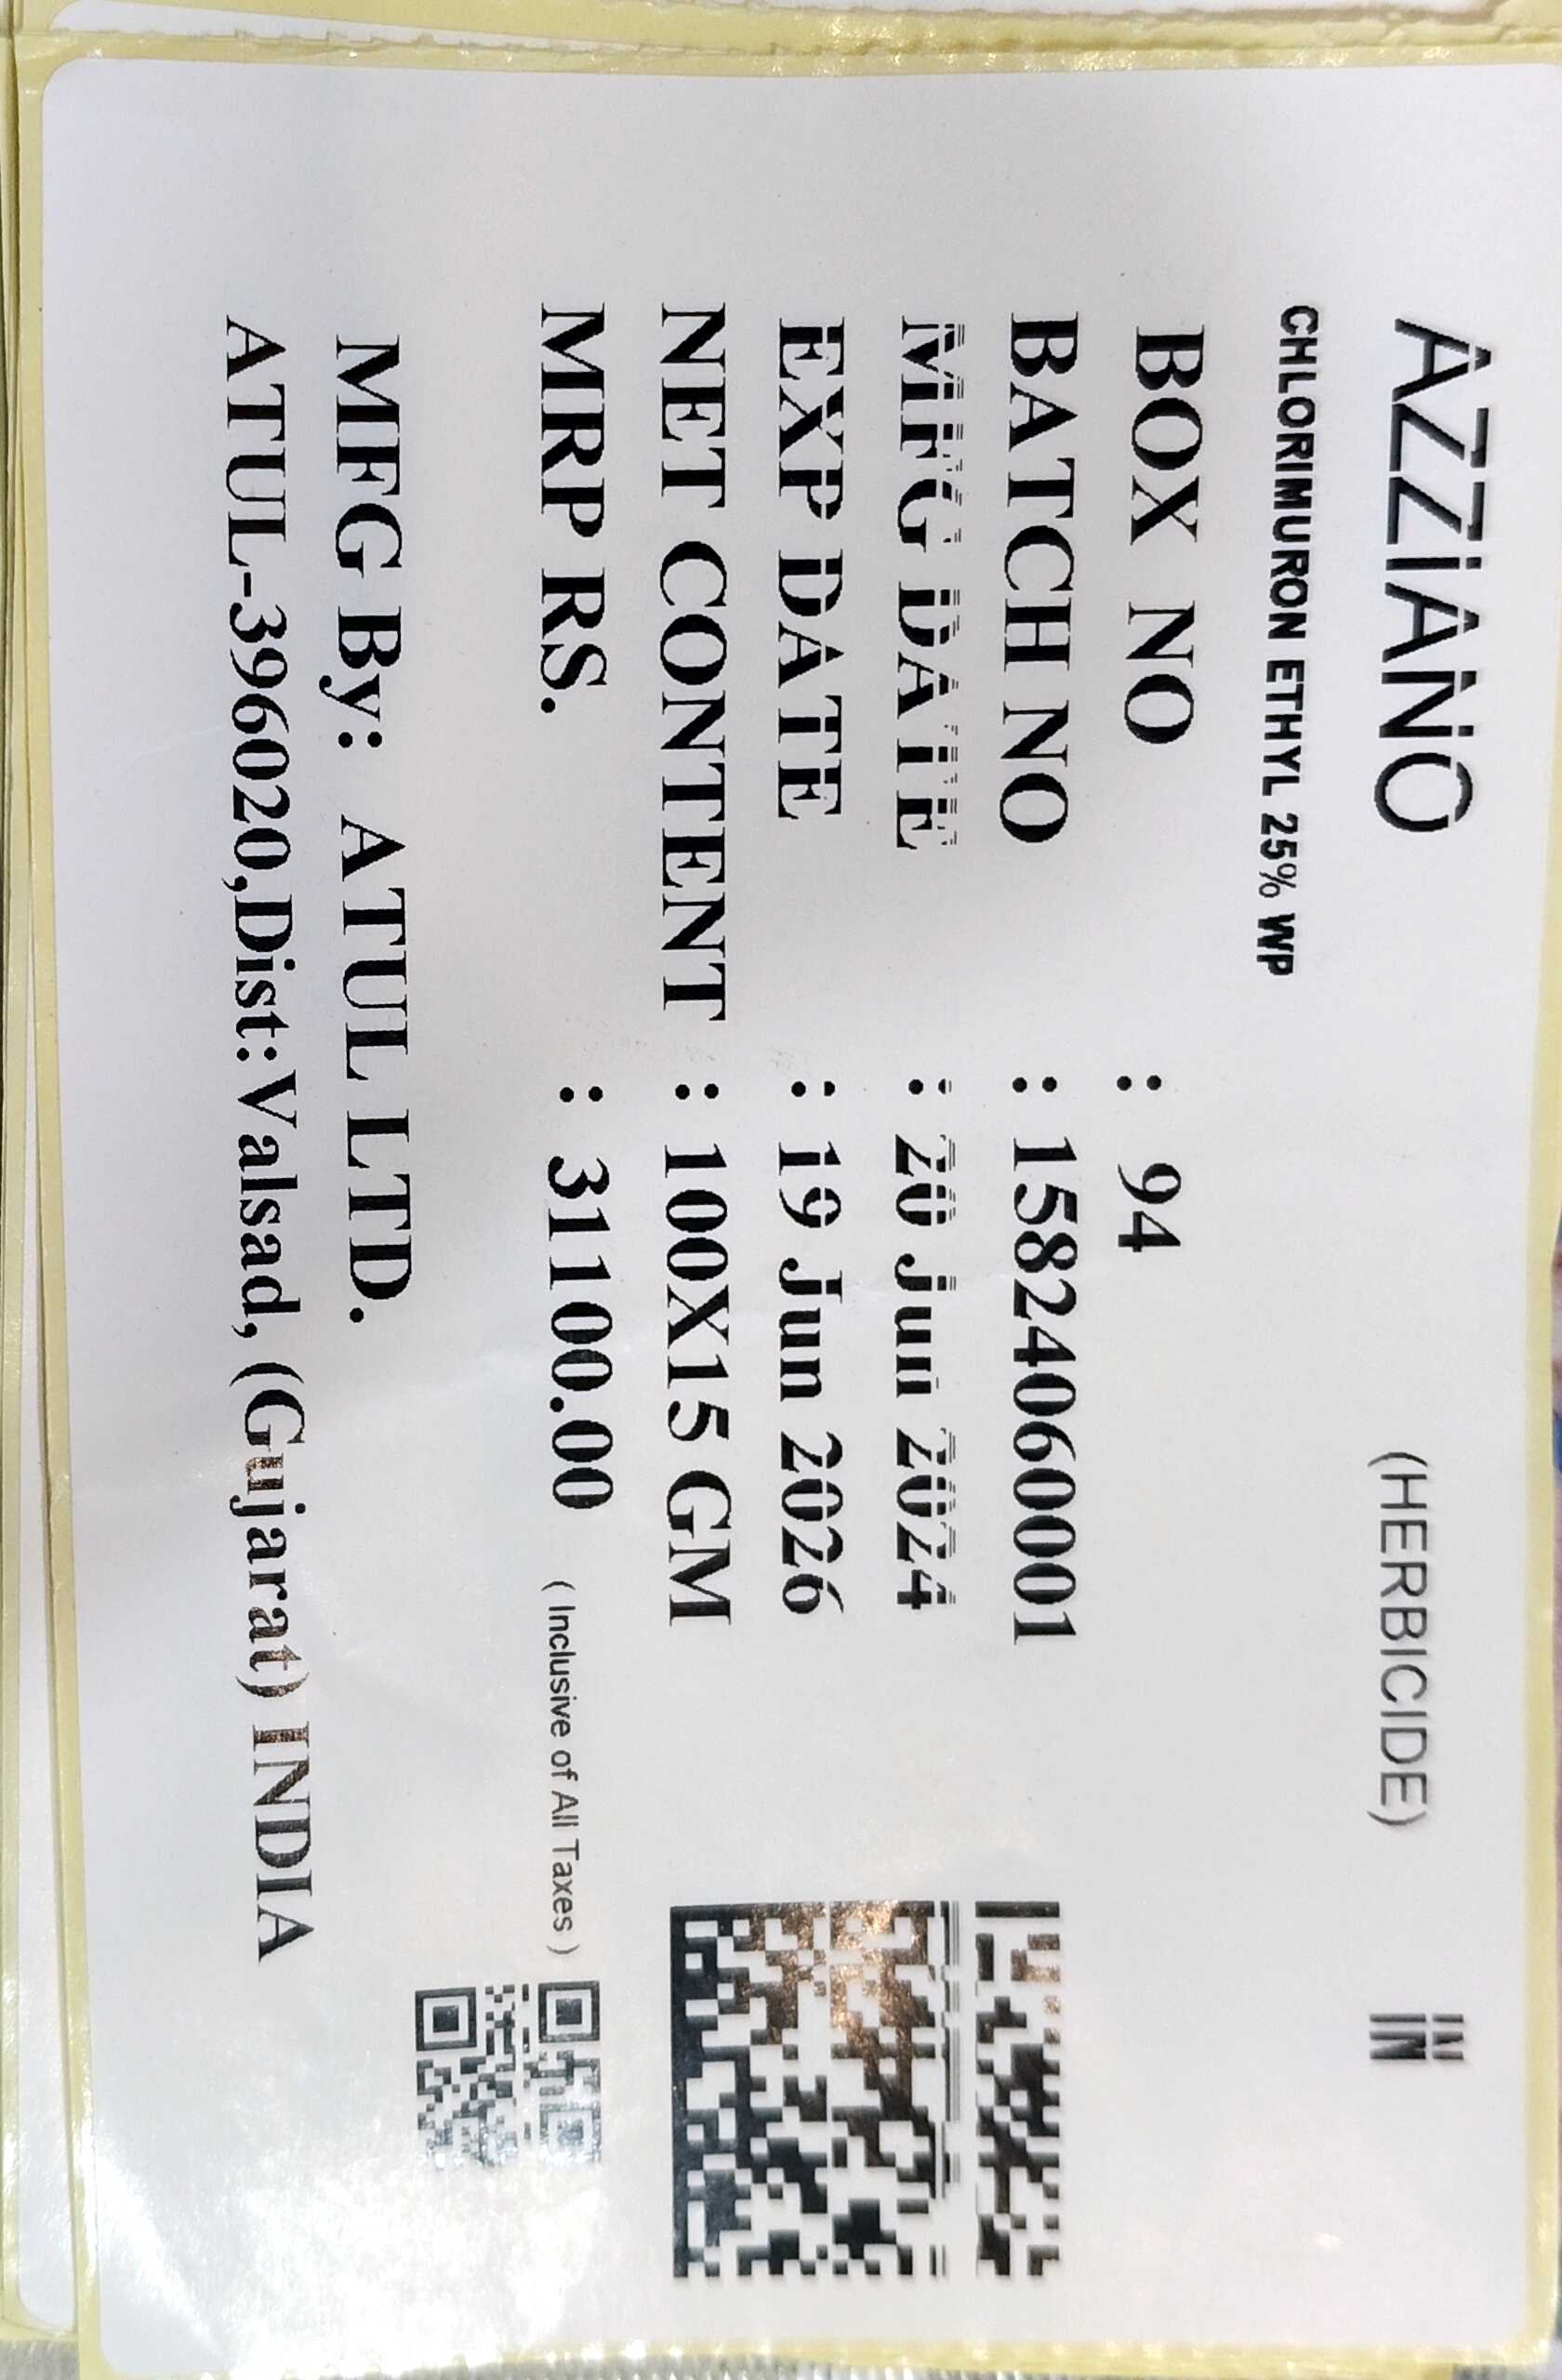 AZZIANO (HERBICIDE) IN
CHLORIMURON ETHYL 25% WP
BOX NO : 94
BATCH NO : 15824060001
MFG DATE : 20 Jun 2024
EXP DATE : 19 Jun 2026
NET CONTENT : 100X15 GM
MRP RS. : 31100.00 ( Inclusive of All Taxes )
MFG By: ATUL LTD.
ATUL-396020,Dist:Valsad, (Gujarat) INDIA